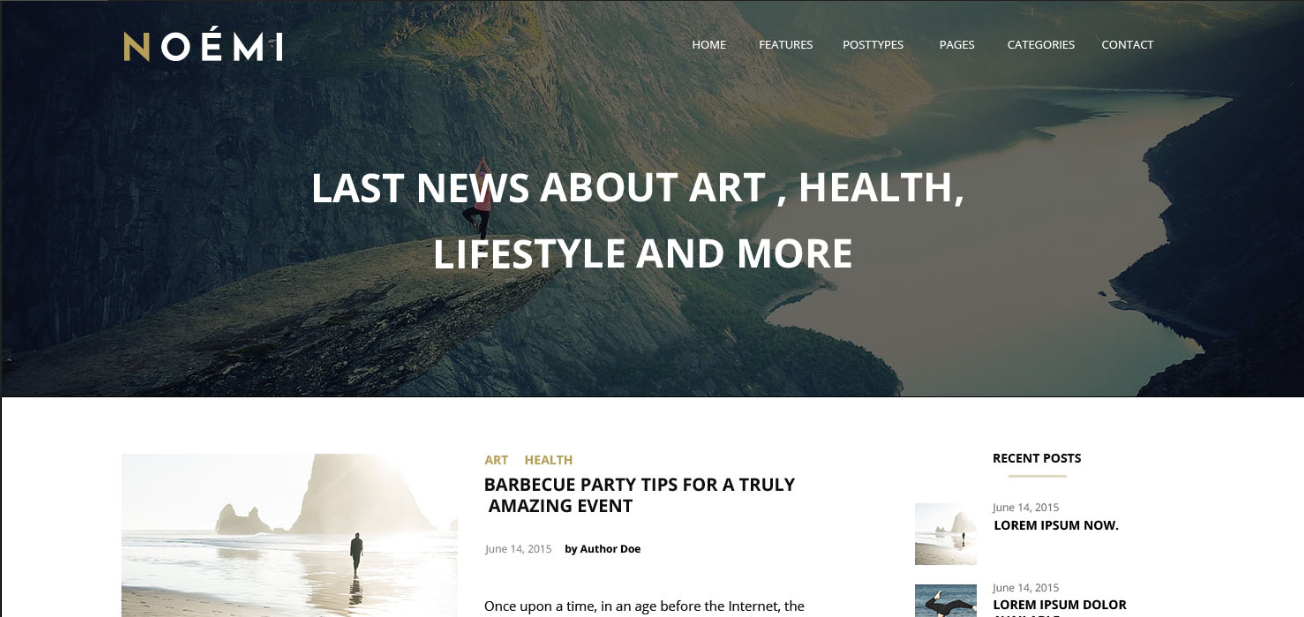 NOÉMI
HOME FEATURES POSTTYPES PAGES CATEGORIES CONTACT
LAST NEWS ABOUT ART , HEALTH,
LIFESTYLE AND MORE
ART HEALTH
BARBECUE PARTY TIPS FOR A TRULY
AMAZING EVENT
June 14, 2015 by Author Doe
Once upon a time, in an age before the Internet, the
RECENT POSTS
June 14, 2015
LOREM IPSUM NOW.
June 14, 2015
LOREM IPSUM DOLOR